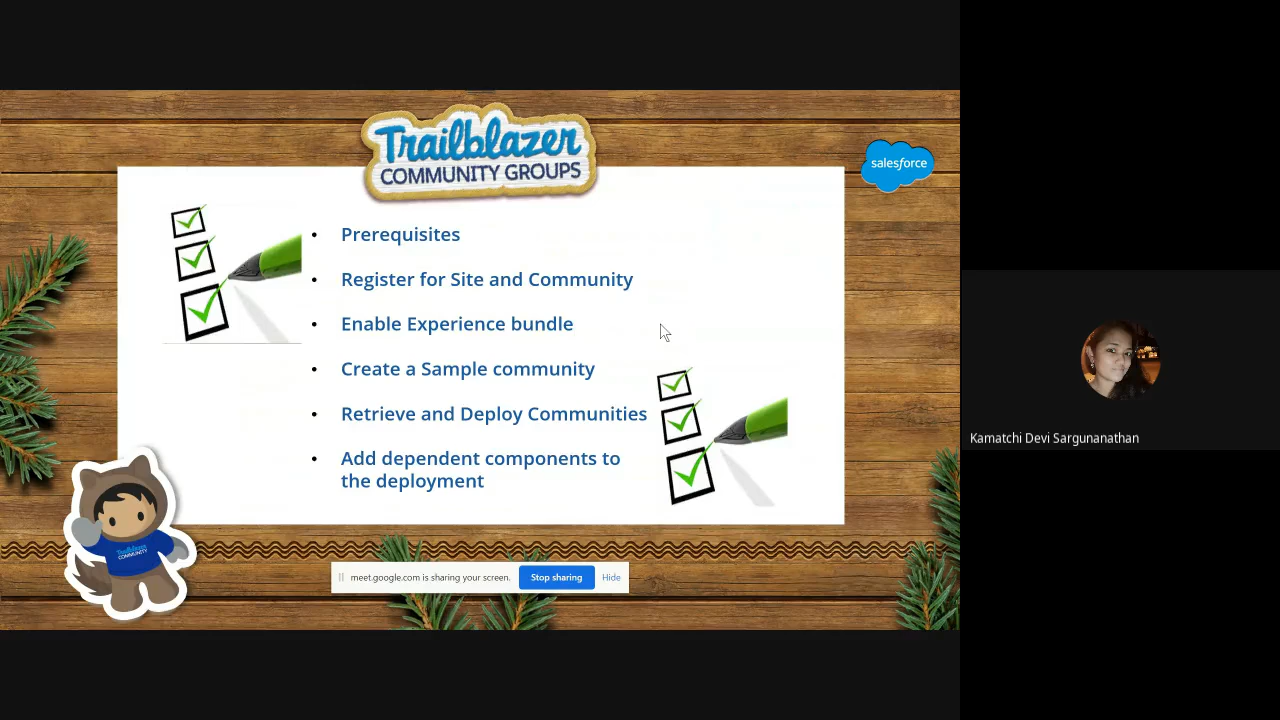 Trailblazer
COMMUNITY GROUPS
salesforce
• Prerequisites
• Register for Site and Community
• Enable Experience bundle
• Create a Sample community
• Retrieve and Deploy Communities
• Add dependent components to
the deployment
Trailblazer
COMMUNITY
meet.google.com is sharing your screen.
Stop sharing
Hide
Kamatchi Devi Sargunanathan